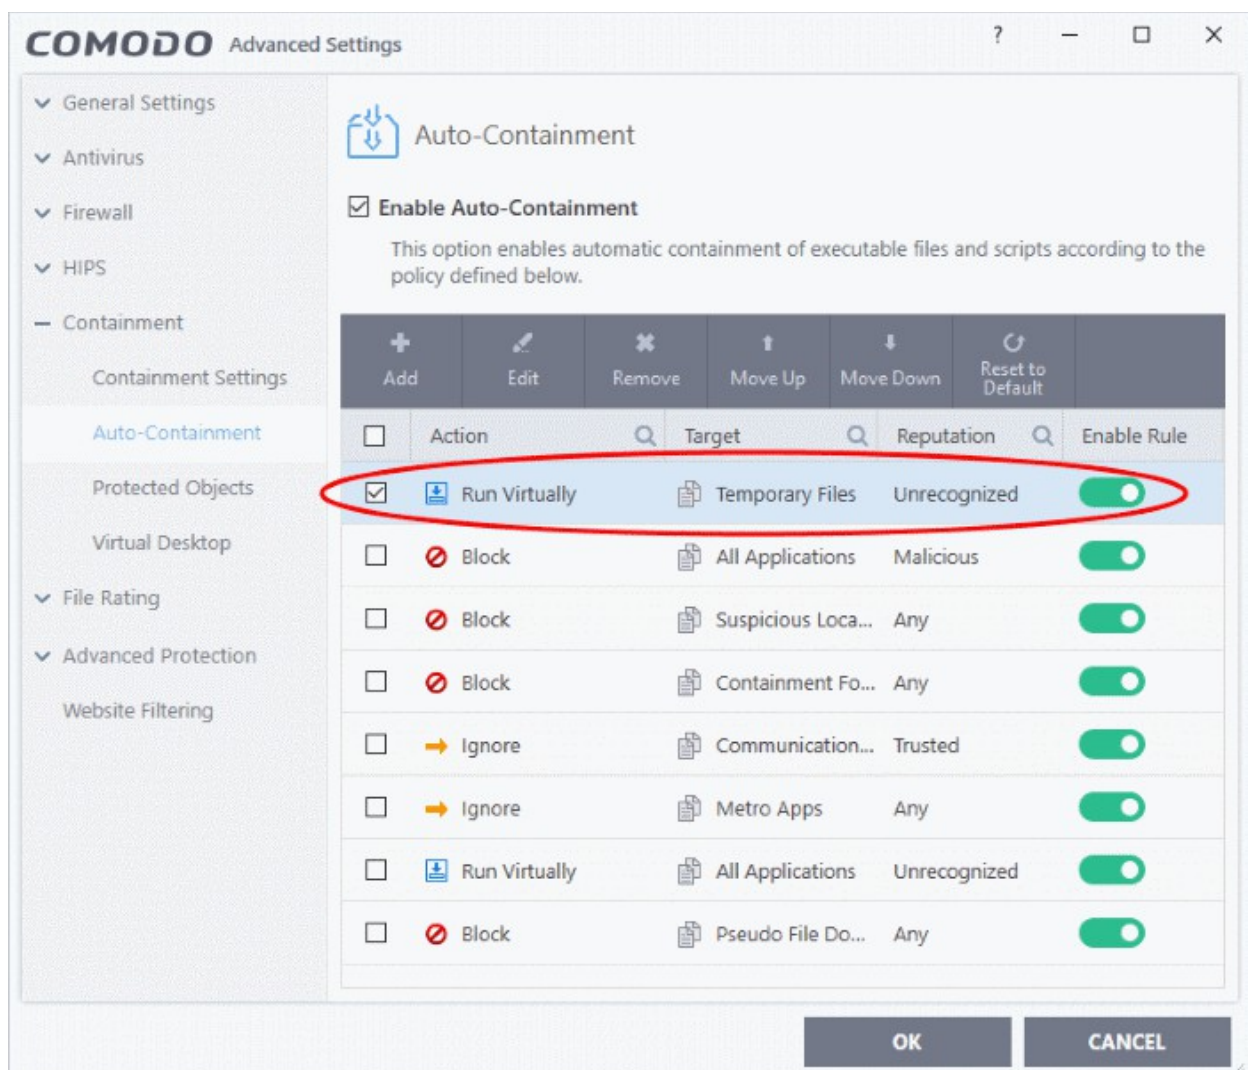 COMODO Advanced Settings ?
General Settings
Antivirus
Firewall
HIPS
Containment
Containment Settings
Auto-Containment
Protected Objects
Virtual Desktop
File Rating
Advanced Protection
Website Filtering
Auto-Containment
Enable Auto-Containment
This option enables automatic containment of executable files and scripts according to the
policy defined below.
Add Edit Remove Move Up Move Down Reset to
Default
Action Target Reputation Enable Rule
Run Virtually Temporary Files Unrecognized
Block All Applications Malicious
Block Suspicious Loca... Any
Block Containment Fo... Any
Ignore Communication... Trusted
Ignore Metro Apps Any
Run Virtually All Applications Unrecognized
Block Pseudo File Do... Any
OK CANCEL